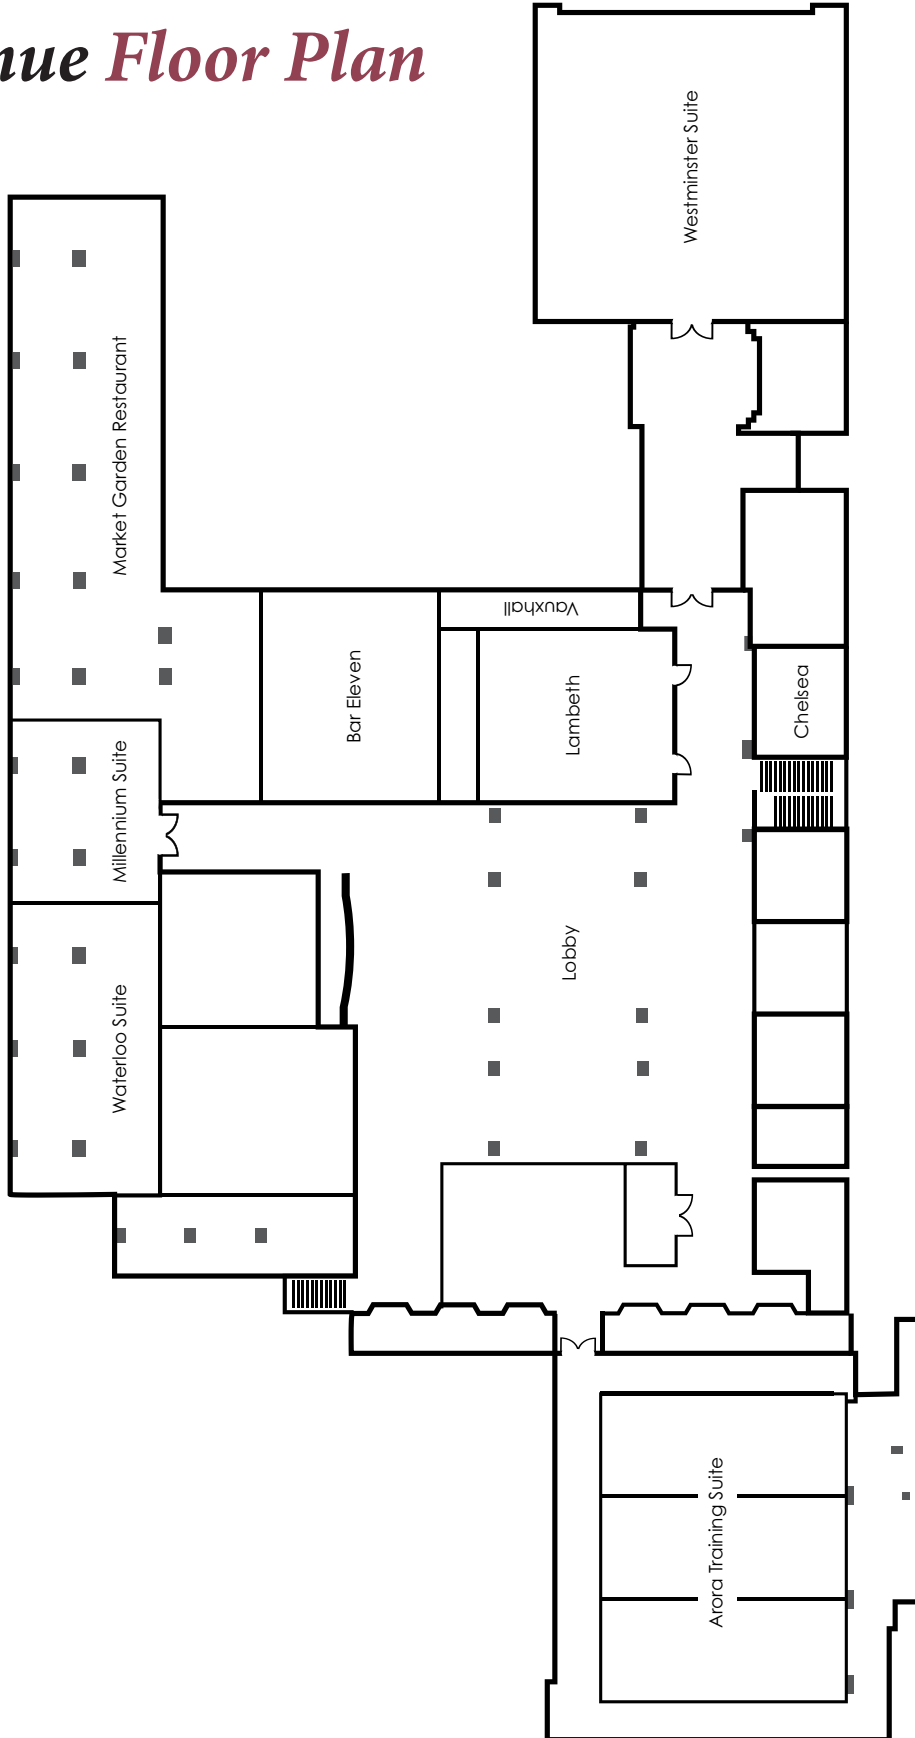 nue Floor Plan
Westminster Suite
Market Garden Restaurant
Vauxhall
Bar Eleven
Lambeth
Chelsea
Millennium Suite
Lobby
Waterloo Suite
Arora Training Suite